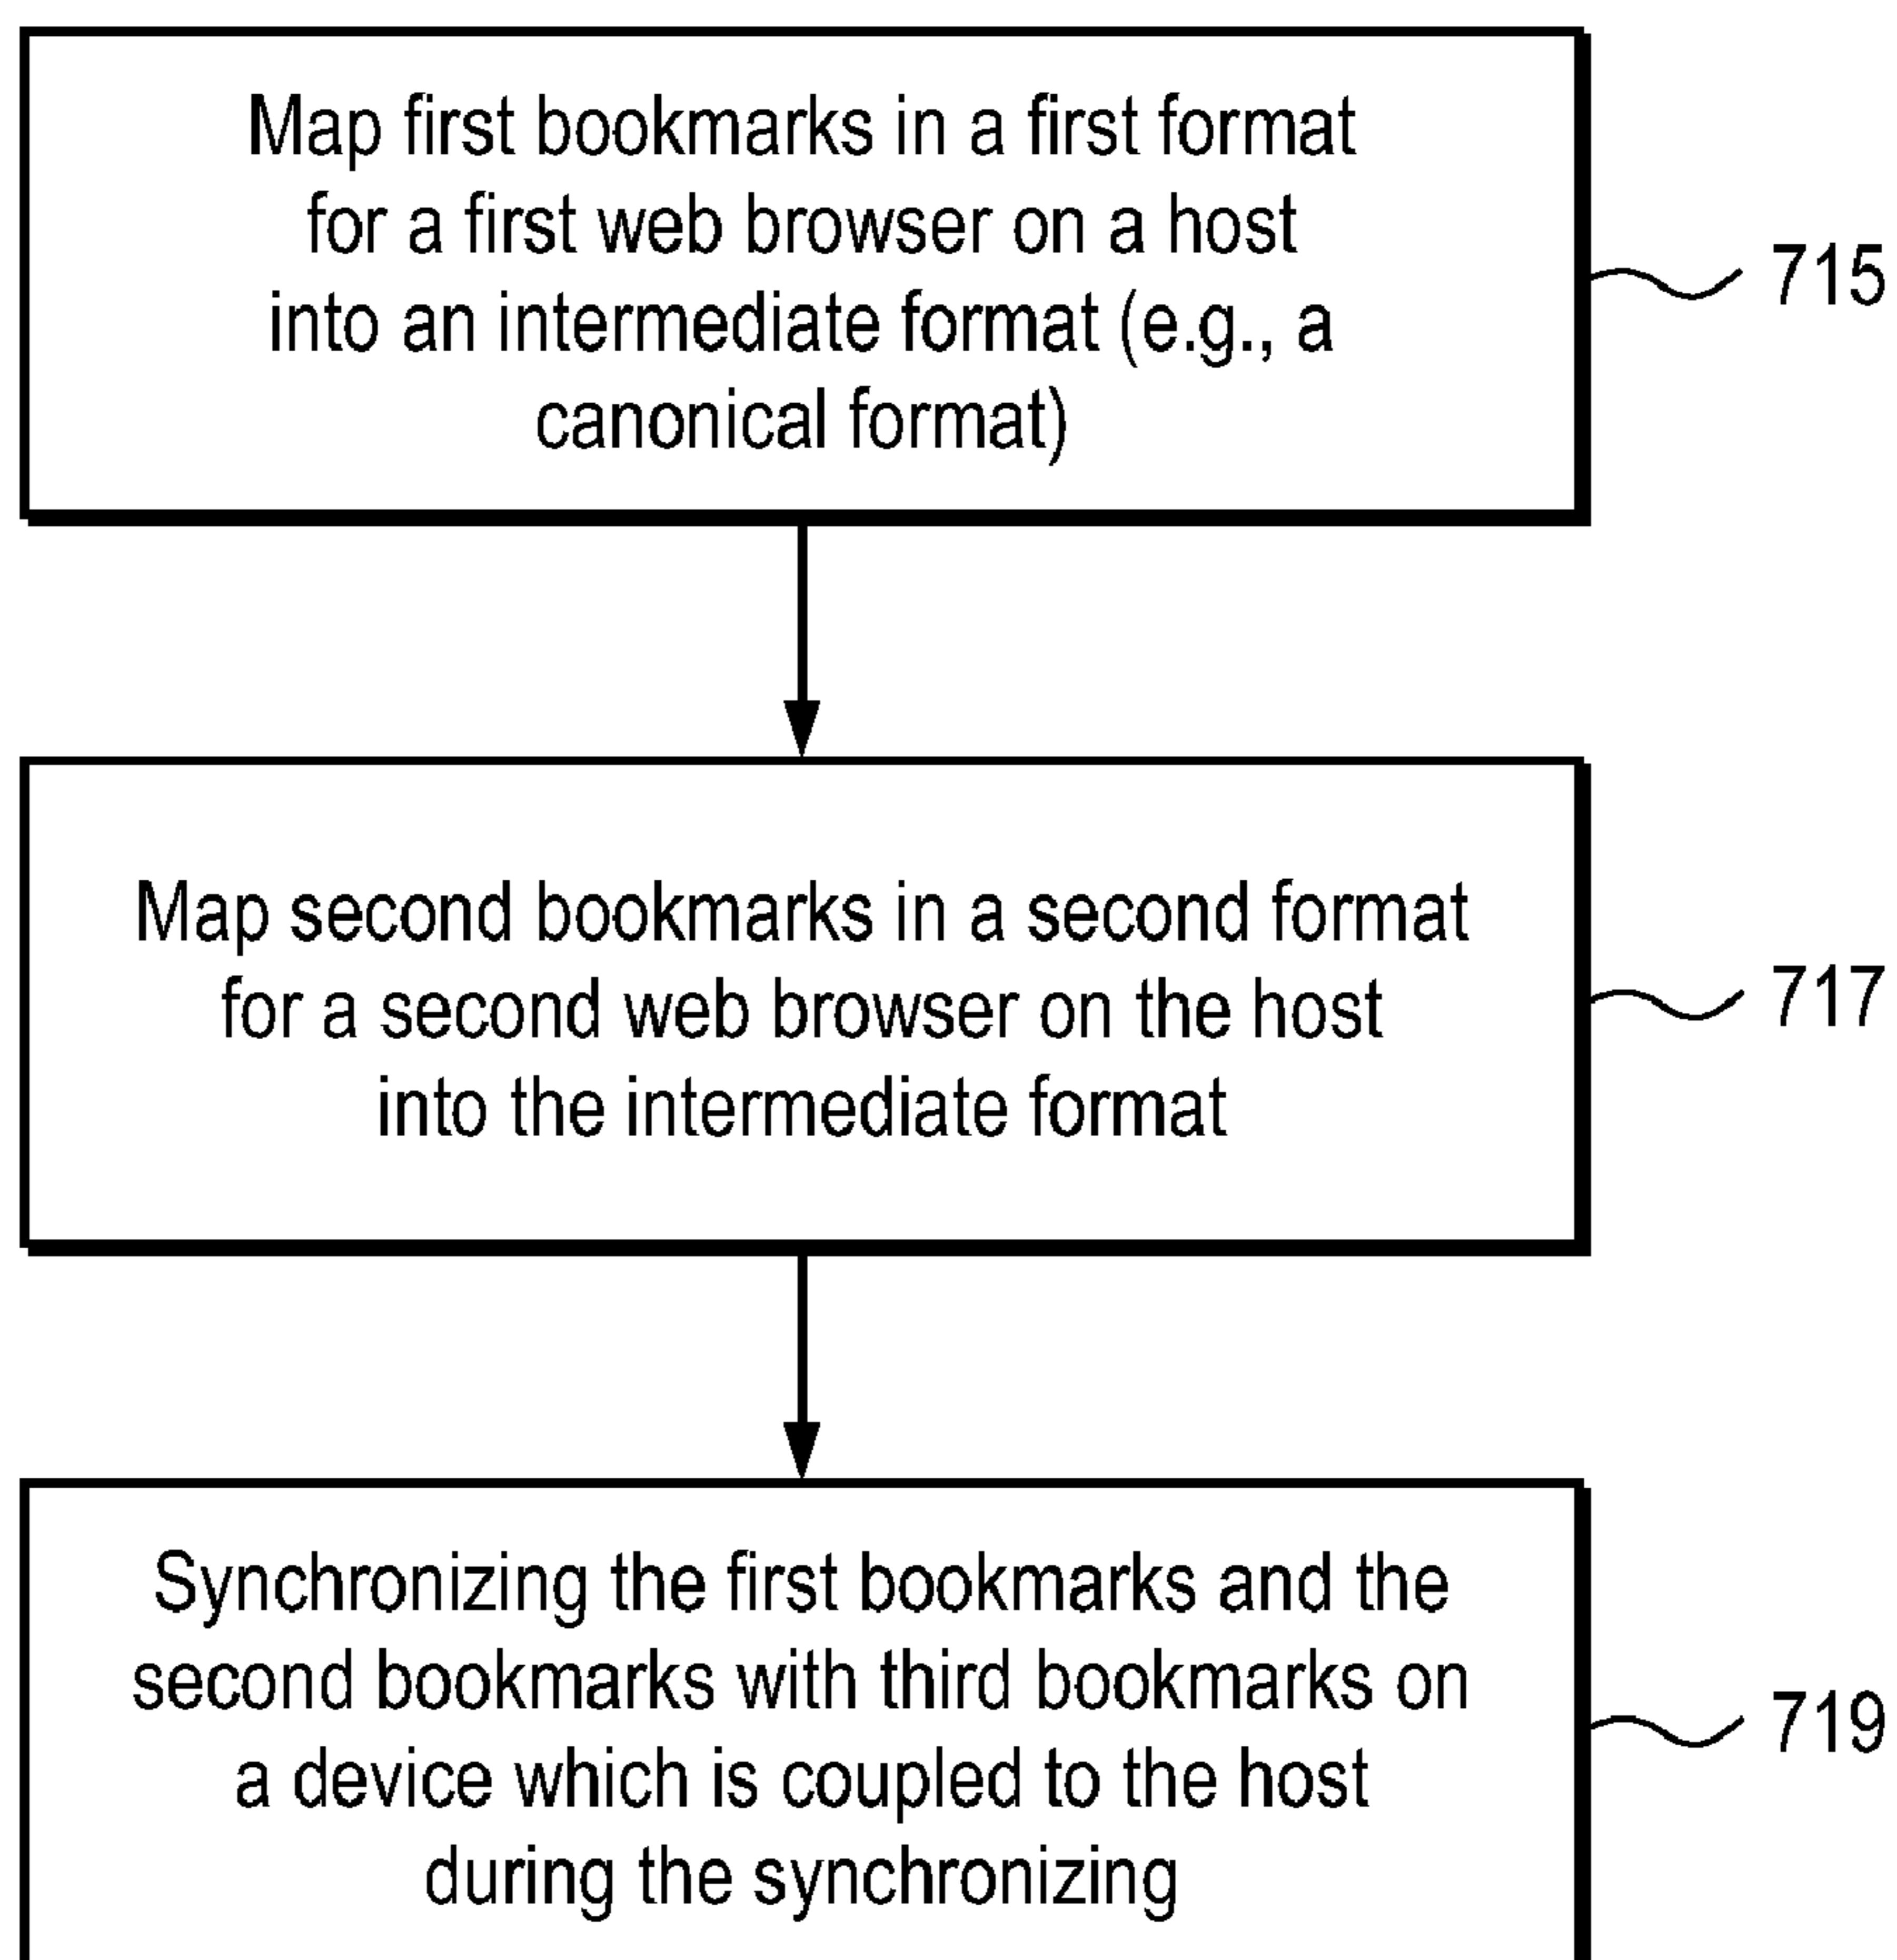 Map first bookmarks in a first format
for a first web browser on a host
into an intermediate format (e.g., a
canonical format)
715
Map second bookmarks in a second format
for a second web browser on the host
into the intermediate format
717
Synchronizing the first bookmarks and the
second bookmarks with third bookmarks on
a device which is coupled to the host
during the synchronizing
719